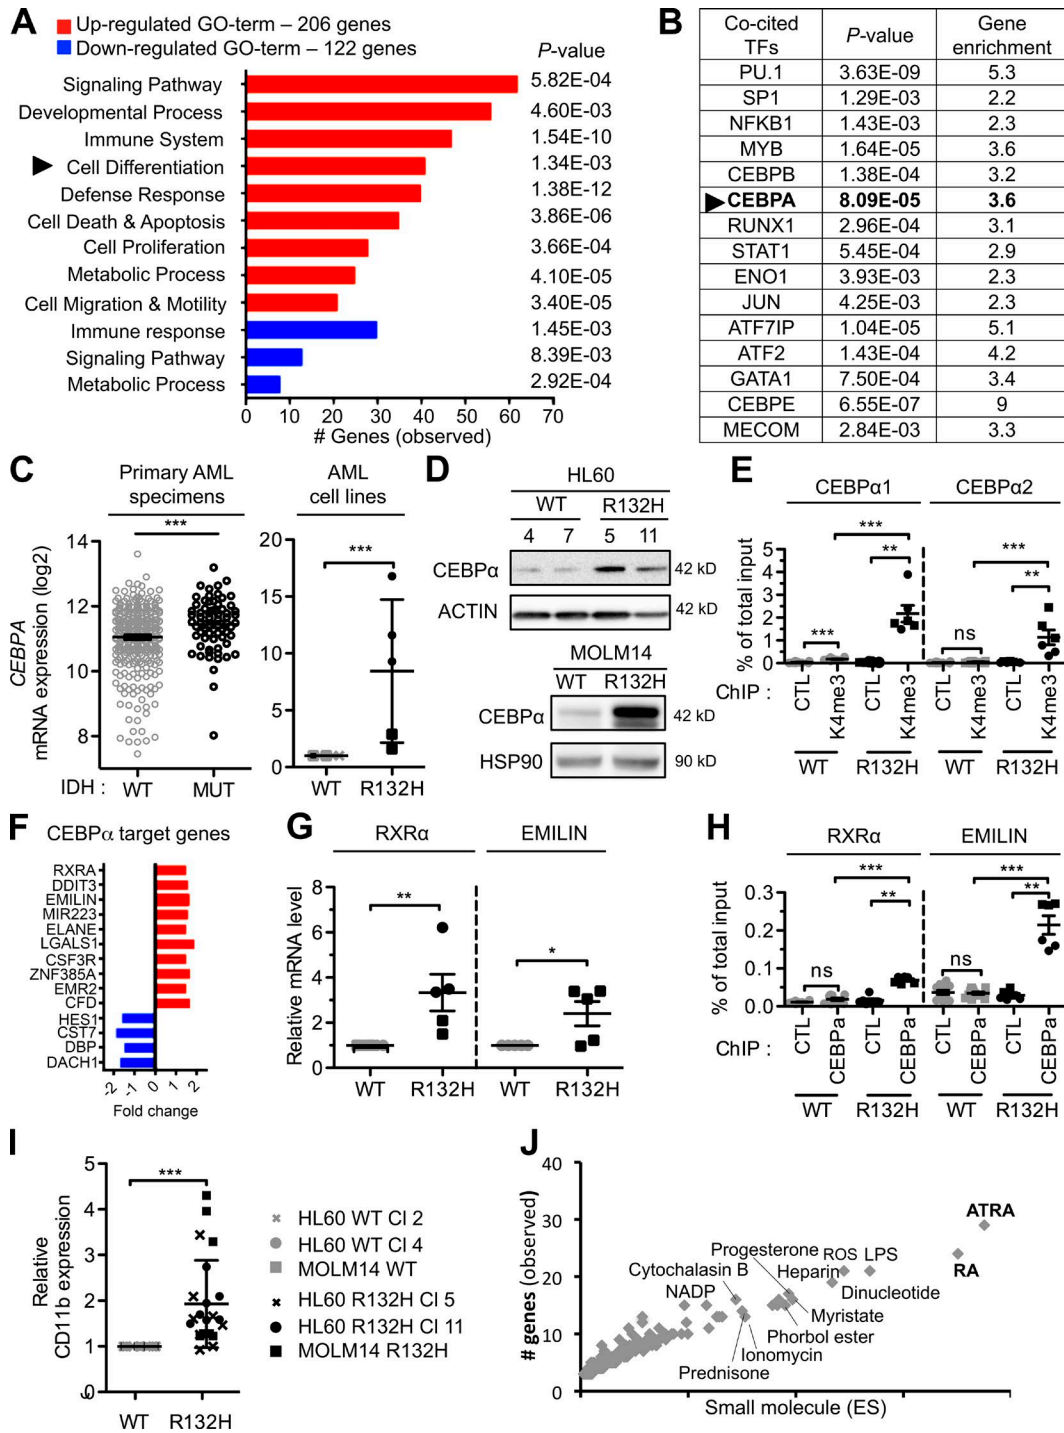 A
Up-regulated GO-term – 206 genes
Down-regulated GO-term – 122 genes
P-value
Signaling Pathway 5.82E-04
Developmental Process 4.60E-03
Immune System 1.54E-10
Cell Differentiation 1.34E-03
Defense Response 1.38E-12
Cell Death & Apoptosis 3.86E-06
Cell Proliferation 3.66E-04
Metabolic Process 4.10E-05
Cell Migration & Motility 3.40E-05
Immune response 1.45E-03
Signaling Pathway 8.39E-03
Metabolic Process 2.92E-04
0 10 20 30 40 50 60 70
# Genes (observed)
B
Co-cited TFs P-value Gene enrichment
PU.1 3.63E-09 5.3
SP1 1.29E-03 2.2
NFKB1 1.43E-03 2.3
MYB 1.64E-05 3.6
CEBPB 1.38E-04 3.2
CEBPA 8.09E-05 3.6
RUNX1 2.96E-04 3.1
STAT1 5.45E-04 2.9
ENO1 3.93E-03 2.3
JUN 4.25E-03 2.3
ATF7IP 1.04E-05 5.1
ATF2 1.43E-04 4.2
GATA1 7.50E-04 3.4
CEBPE 6.55E-07 9
MECOM 2.84E-03 3.3
C
Primary AML
specimens
AML
cell lines
***
***
CEBPA
mRNA expression (log2)
14
12
10
8
20
15
10
5
0
IDH : WT MUT WT R132H
D
HL60
WT R132H
4 7 5 11
CEBPα 42 kD
ACTIN 42 kD
MOLM14
WT R132H
CEBPα 42 kD
HSP90 90 kD
E
CEBPα1 CEBPα2
*** ** *** *** ns **
% of total input
5
4
3
2
1
0
ChIP : CTL K4me3 CTL K4me3 CTL K4me3 CTL K4me3
WT R132H WT R132H
F
CEBPα target genes
RXRA
DDIT3
EMILIN
MIR223
ELANE
LGALS1
CSF3R
ZNF385A
EMR2
CFD
HES1
CST7
DBP
DACH1
-2 -1 0 1 2
Fold change
G
RXRα EMILIN
** *
Relative mRNA level
8
6
4
2
0
WT R132H WT R132H
H
RXRα EMILIN
*** ** ns *** ** ns
% of total input
0.3
0.2
0.1
0.0
ChIP : CTL CEBPa CTL CEBPa CTL CEBPa CTL CEBPa
WT R132H WT R132H
I
***
Relative
CD11b expression
5
4
3
2
1
0
WT R132H
HL60 WT Cl 2
HL60 WT Cl 4
MOLM14 WT
HL60 R132H Cl 5
HL60 R132H Cl 11
MOLM14 R132H
J
# genes (observed)
40
30
20
10
0
ATRA
RA
Progesterone ROS LPS
Cytochalasin B Heparin
NADP Dinucleotide
Myristate
Phorbol ester
Ionomycin
Prednisone
Small molecule (ES)